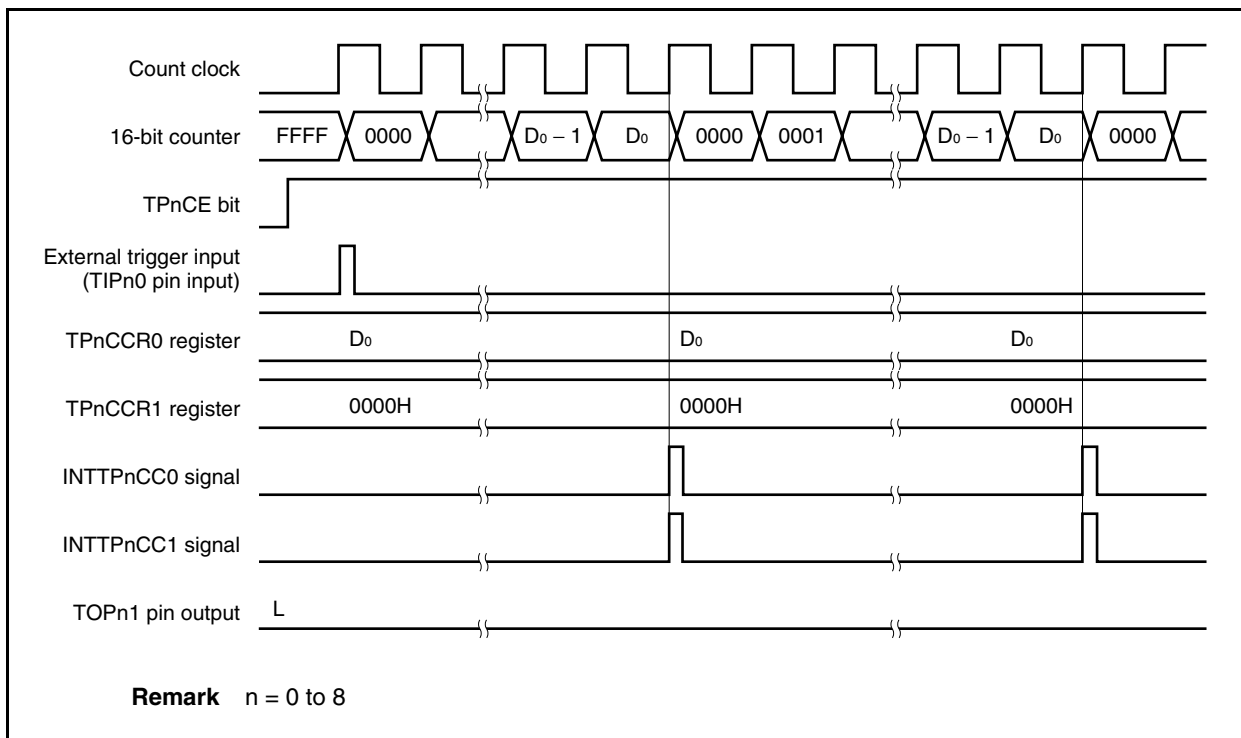 Count clock
16-bit counter FFFF 0000 D0 − 1 D0 0000 0001 D0 − 1 D0 0000
TPnCE bit
External trigger input
(TIPn0 pin input)
TPnCCR0 register D0 D0 D0
TPnCCR1 register 0000H 0000H 0000H
INTTPnCC0 signal
INTTPnCC1 signal
TOPn1 pin output L
Remark n = 0 to 8